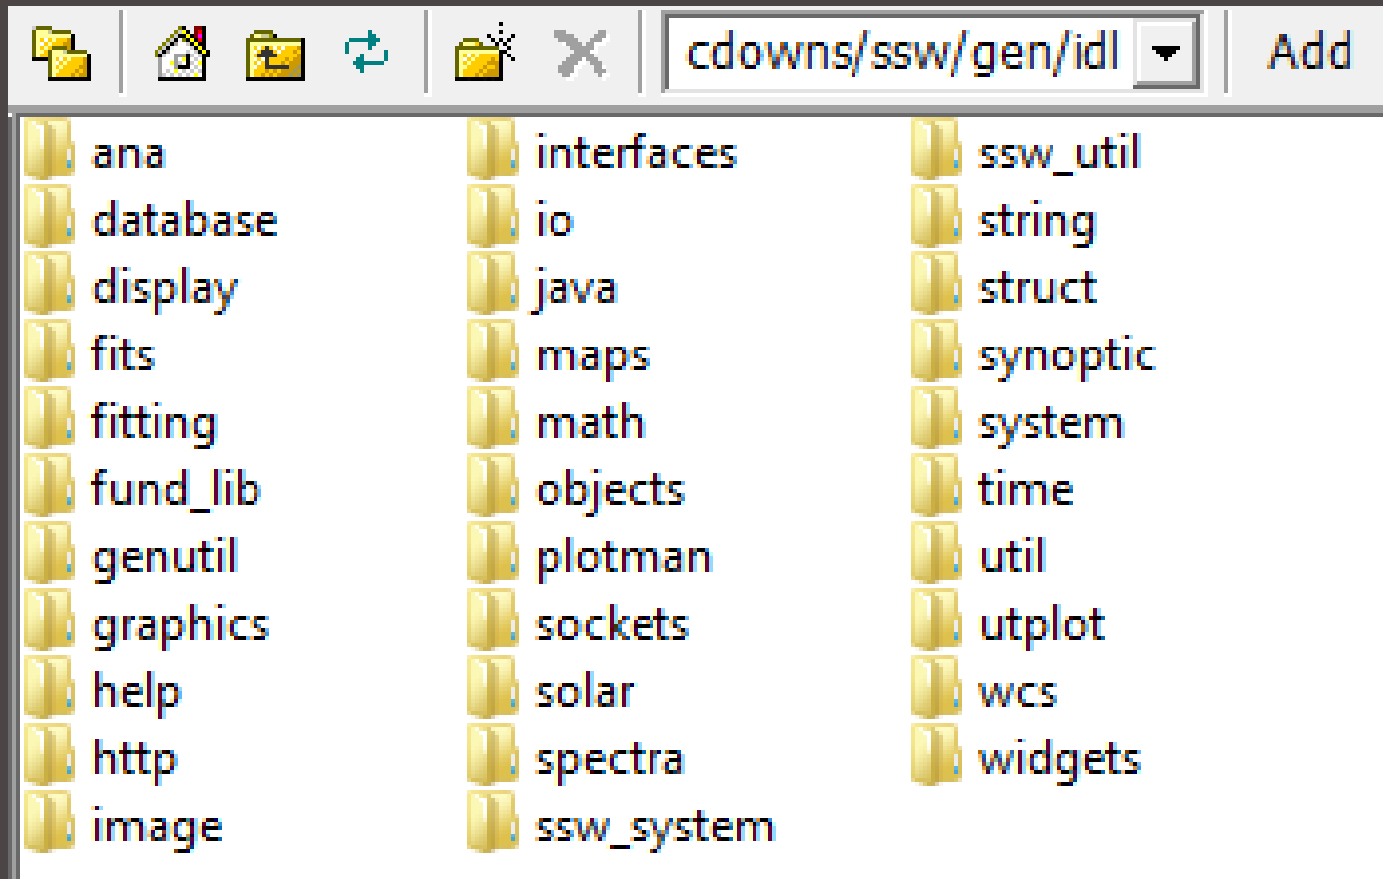 cdowns/ssw/gen/idl Add
ana
database
display
fits
fitting
fund_lib
genutil
graphics
help
http
image
interfaces
io
java
maps
math
objects
plotman
sockets
solar
spectra
ssw_system
ssw_util
string
struct
synoptic
system
time
util
utplot
wcs
widgets